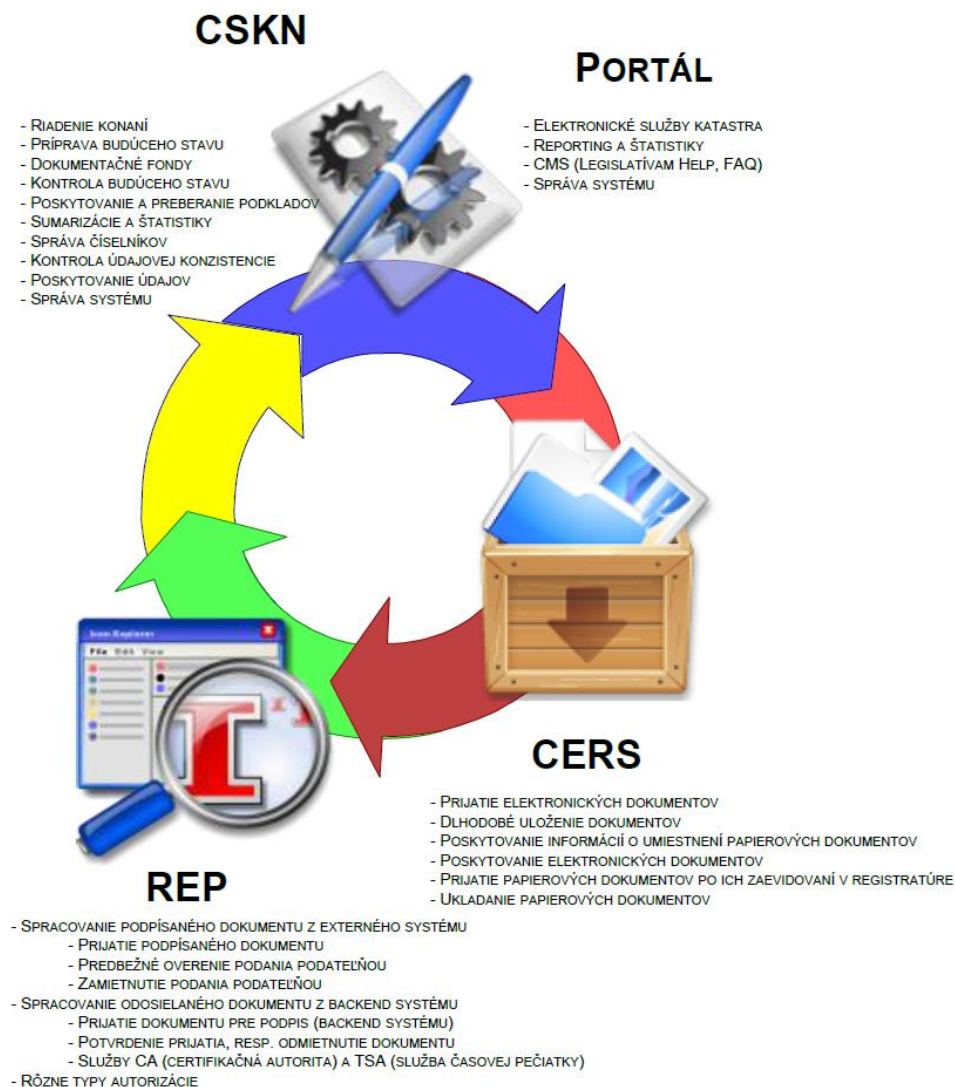 CSKN
- Riadenie konaní
- Príprava budúceho stavu
- Dokumentačné fondy
- Kontrola budúceho stavu
- Poskytovanie a preberanie podkladov
- Sumarizácie a štatistiky
- Správa číselníkov
- Kontrola údajovej konzistencie
- Poskytovanie údajov
- Správa systému
Portál
- Elektronické služby katastra
- Reporting a štatistiky
- CMS (Legislatívam Help, FAQ)
- Správa systému
Icon Explorer
File Edit View
CERS
- Prijatie elektronických dokumentov
- Dlhodobé uloženie dokumentov
- Poskytovanie informácií o umiestnení papierových dokumentov
- Poskytovanie elektronických dokumentov
- Prijatie papierových dokumentov po ich zaevidovaní v registratúre
- Ukladanie papierových dokumentov
REP
- Spracovanie podpísaného dokumentu z externého systému
- Prijatie podpísaného dokumentu
- Predbežné overenie podania podateľňou
- Zamietnutie podania podateľňou
- Spracovanie odosielaného dokumentu z backend systému
- Prijatie dokumentu pre podpis (backend systému)
- Potvrdenie prijatia, resp. odmietnutie dokumentu
- Služby CA (certifikačná autorita) a TSA (služba časovej pečiatky)
- Rôzne typy autorizácie